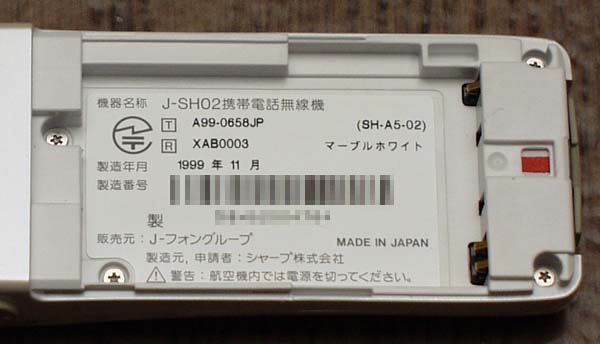 機器名称 J-SH02携帯電話無線機
T A99-0658JP (SH-A5-02)
R XAB0003 マーブルホワイト
製造年月 1999 年 11 月
製造番号
製
販売元:J-フォングループ MADE IN JAPAN
製造元, 申請者:シャープ株式会社
警告:航空機内では電源を切ってください。